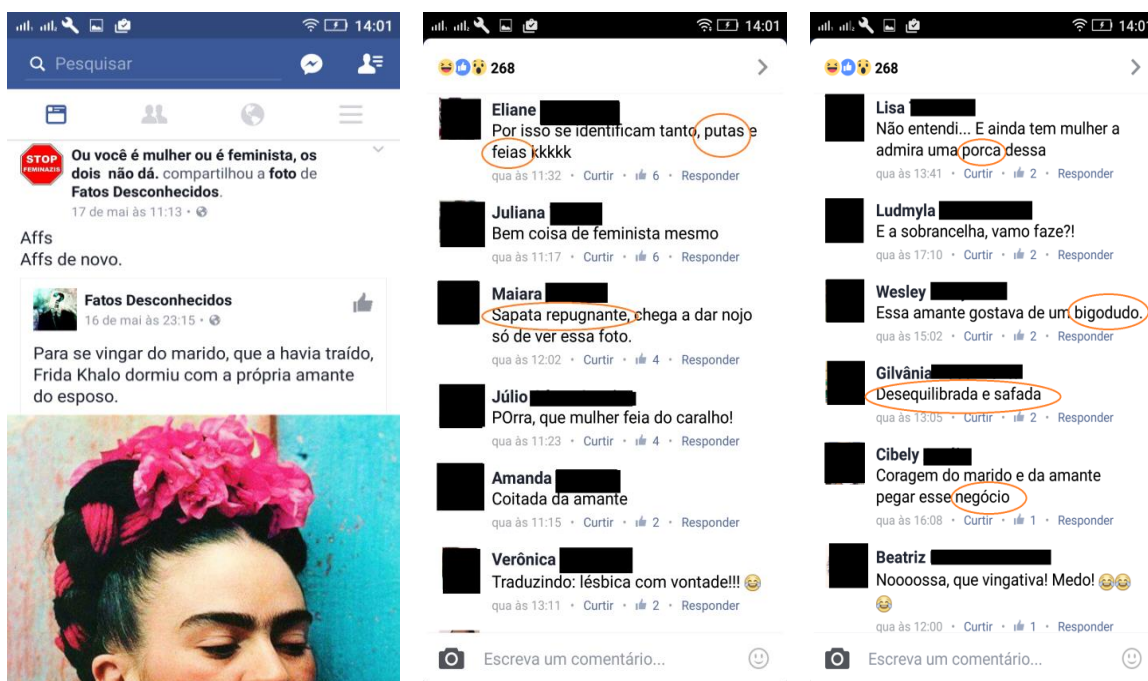 14:01
Pesquisar
STOP
FEMINAZIS
Ou você é mulher ou é feminista, os
dois não dá. compartilhou a foto de
Fatos Desconhecidos.
17 de mai às 11:13 •
Affs
Affs de novo.
Fatos Desconhecidos
16 de mai às 23:15 •
Para se vingar do marido, que a havia traído,
Frida Khalo dormiu com a própria amante
do esposo.
14:01
268
Eliane
Por isso se identificam tanto, putas e
feias kkkkk
qua às 11:32 • Curtir • 6 • Responder
Juliana
Bem coisa de feminista mesmo
qua às 11:17 • Curtir • 6 • Responder
Maiara
Sapata repugnante, chega a dar nojo
só de ver essa foto.
qua às 12:02 • Curtir • 4 • Responder
Júlio
POrra, que mulher feia do caralho!
qua às 11:23 • Curtir • 4 • Responder
Amanda
Coitada da amante
qua às 11:15 • Curtir • 2 • Responder
Verônica
Traduzindo: lésbica com vontade!!! 😂
qua às 13:11 • Curtir • 2 • Responder
Escreva um comentário...
14:01
268
Lisa
Não entendi... E ainda tem mulher a
admira uma porca dessa
qua às 13:41 • Curtir • 2 • Responder
Ludmyla
E a sobrancelha, vamo faze?!
qua às 17:10 • Curtir • 2 • Responder
Wesley
Essa amante gostava de um bigodudo.
qua às 15:02 • Curtir • 2 • Responder
Gilvânia
Desequilibrada e safada
qua às 13:05 • Curtir • 2 • Responder
Cibely
Coragem do marido e da amante
pegar esse negócio
qua às 16:08 • Curtir • 1 • Responder
Beatriz
Noooossa, que vingativa! Medo! 😂😂
😂
qua às 12:00 • Curtir • 1 • Responder
Escreva um comentário...